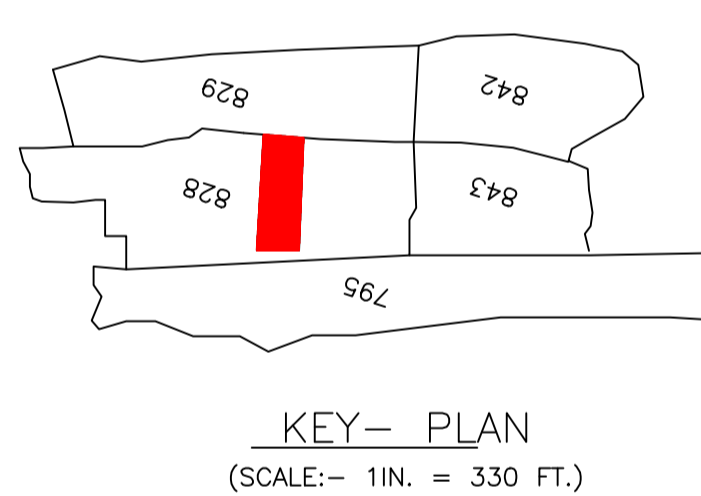 829
842
828
843
795
KEY- PLAN
(SCALE:- 1IN. = 330 FT.)